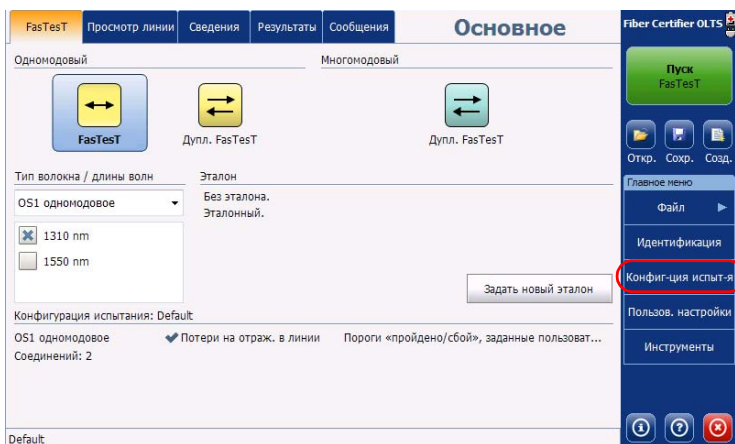 FasTesT
Просмотр линии
Сведения
Результаты
Сообщения
Основное
Fiber Certifier OLTS
Одномодовый
Многомодовый
FasTesT
Дупл. FasTesT
Дупл. FasTesT
Тип волокна / длины волн
Эталон
OS1 одномодовое
Без эталона.
Эталонный.
1310 nm
1550 nm
Задать новый эталон
Конфигурация испытания: Default
OS1 одномодовое
Потери на отраж. в линии
Пороги «пройдено/сбой», заданные пользоват...
Соединений: 2
Default
Пуск
FasTesT
Откр.
Сохр.
Созд.
Главное меню
Файл
Идентификация
Конфиг-ция испыт-я
Пользов. настройки
Инструменты